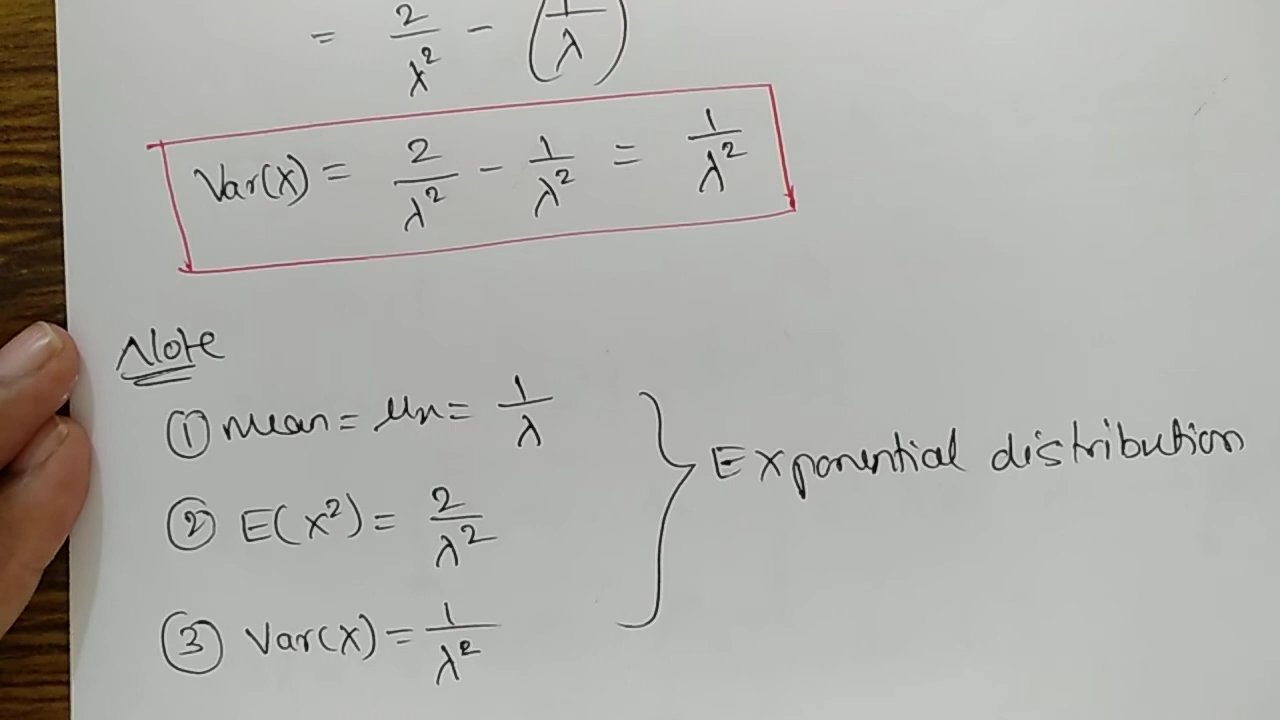 = 2/λ² - (1/λ)
Var(X) = 2/λ² - 1/λ² = 1/λ²
Note
① mean = μx = 1/λ
② E(X²) = 2/λ²
③ Var(X) = 1/λ²
} Exponential distribution